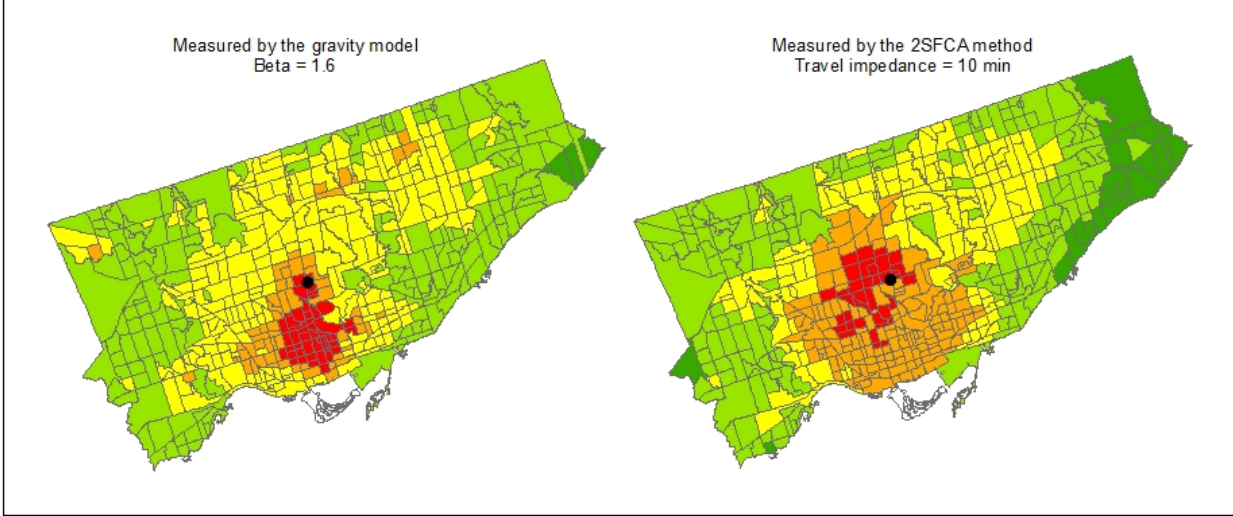 Measured by the gravity model
Beta = 1.6
Measured by the 2SFCA method
Travel impedance = 10 min